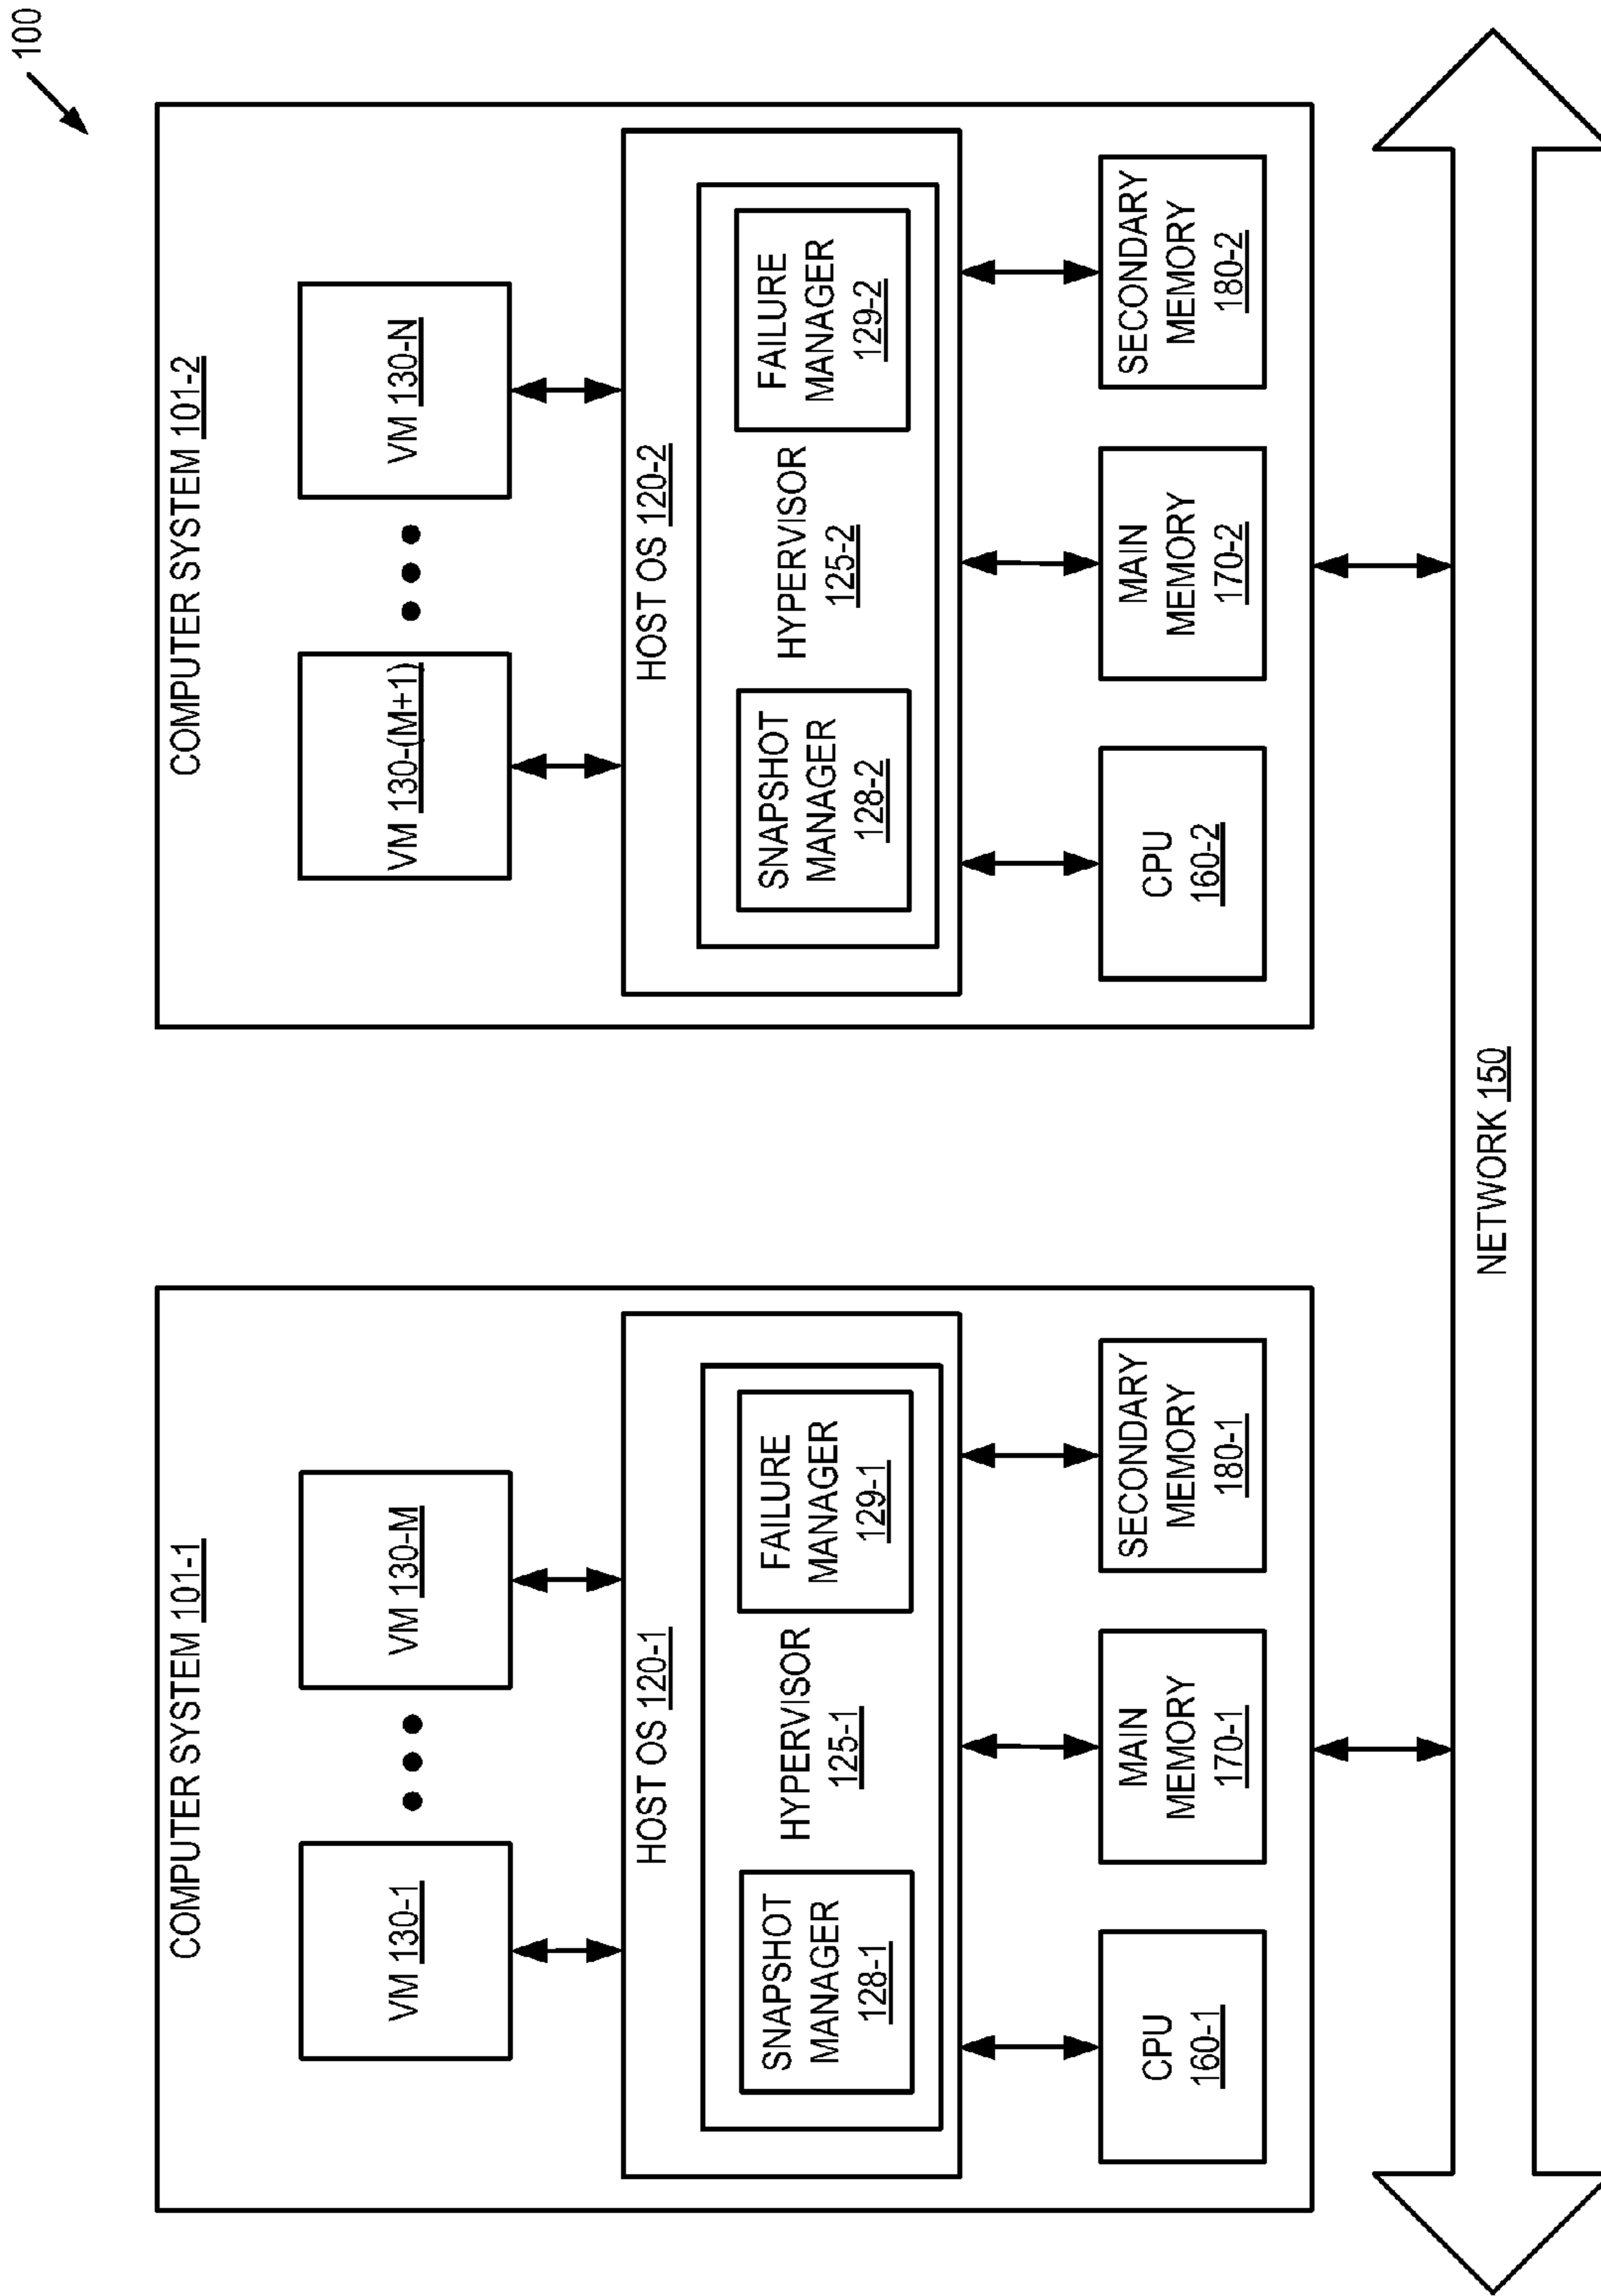 100
COMPUTER SYSTEM 101-1
VM 130-1
VM 130-M
HOST OS 120-1
SNAPSHOT
MANAGER
128-1
HYPERVISOR
125-1
FAILURE
MANAGER
129-1
CPU
160-1
MAIN
MEMORY
170-1
SECONDARY
MEMORY
180-1
COMPUTER SYSTEM 101-2
VM 130-(M+1)
VM 130-N
HOST OS 120-2
SNAPSHOT
MANAGER
128-2
HYPERVISOR
125-2
FAILURE
MANAGER
129-2
CPU
160-2
MAIN
MEMORY
170-2
SECONDARY
MEMORY
180-2
NETWORK 150